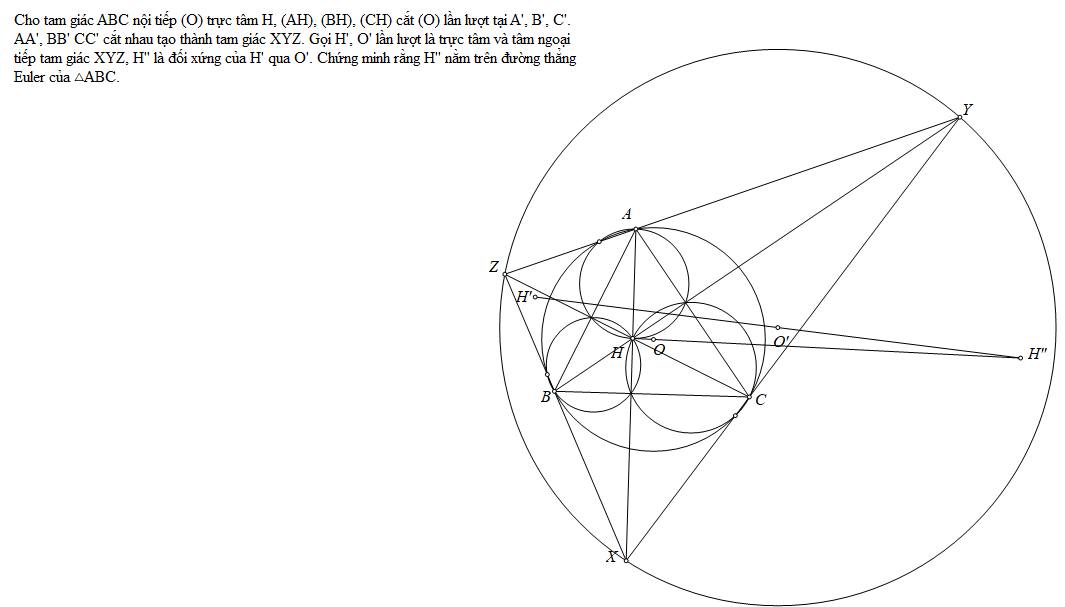 Cho tam giác ABC nội tiếp (O) trực tâm H, (AH), (BH), (CH) cắt (O) lần lượt tại A', B', C'.
AA', BB' CC' cắt nhau tạo thành tam giác XYZ. Gọi H', O' lần lượt là trực tâm và tâm ngoại
tiếp tam giác XYZ, H'' là đối xứng của H' qua O'. Chứng minh rằng H'' nằm trên đường thẳng
Euler của △ABC.
Y
A
Z
H'
O'
H
O
H''
B
C
X